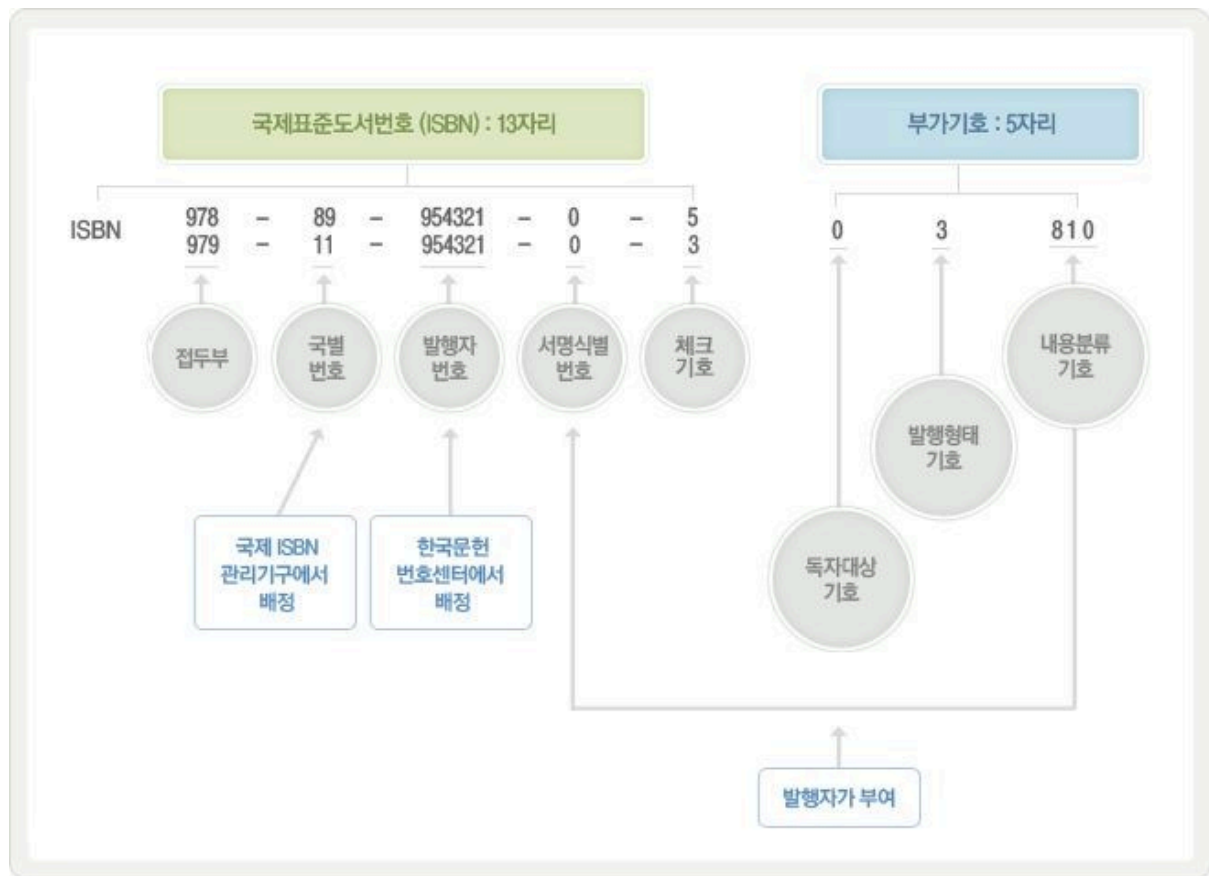 국제표준도서번호 (ISBN) : 13자리
부가기호 : 5자리
ISBN
978 - 89 - 954321 - 0 - 5
979 - 11 - 954321 - 0 - 3
0 3 810
접두부
국별
번호
발행자
번호
서명식별
번호
체크
기호
내용분류
기호
발행형태
기호
독자대상
기호
국제 ISBN
관리기구에서
배정
한국문헌
번호센터에서
배정
발행자가 부여